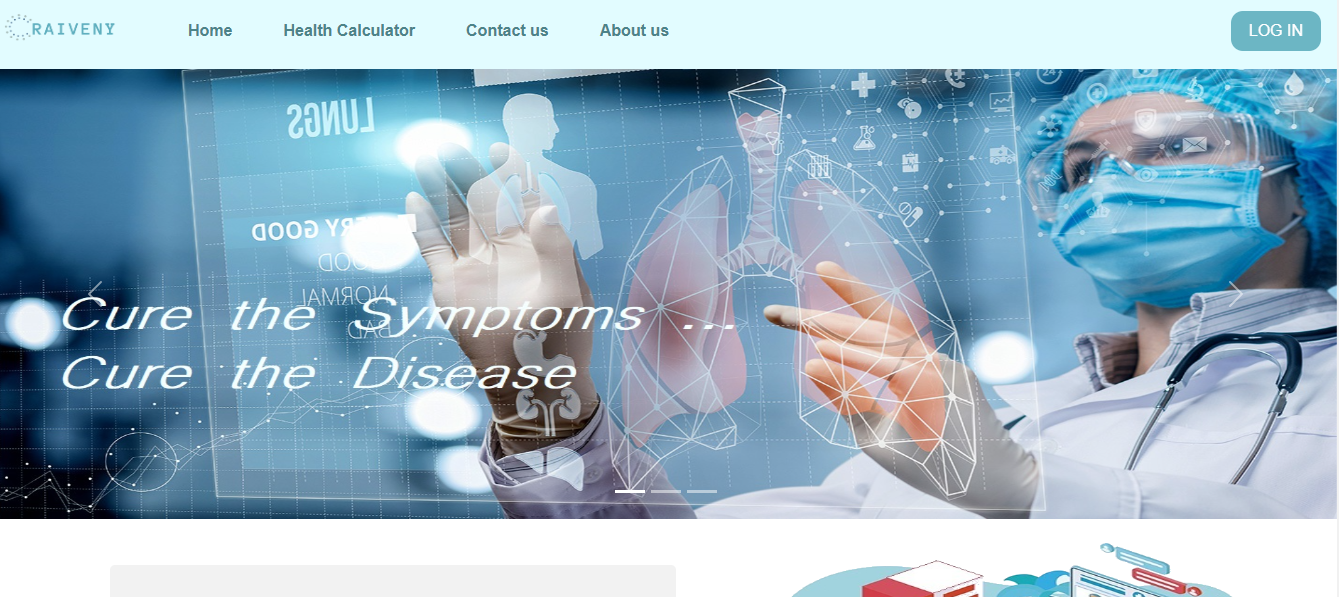 RAIVENY
Home
Health Calculator
Contact us
About us
LOG IN
LUNGS
VERY GOOD
GOOD
NORMAL
BAD
24
Cure the Symptoms ...
Cure the Disease